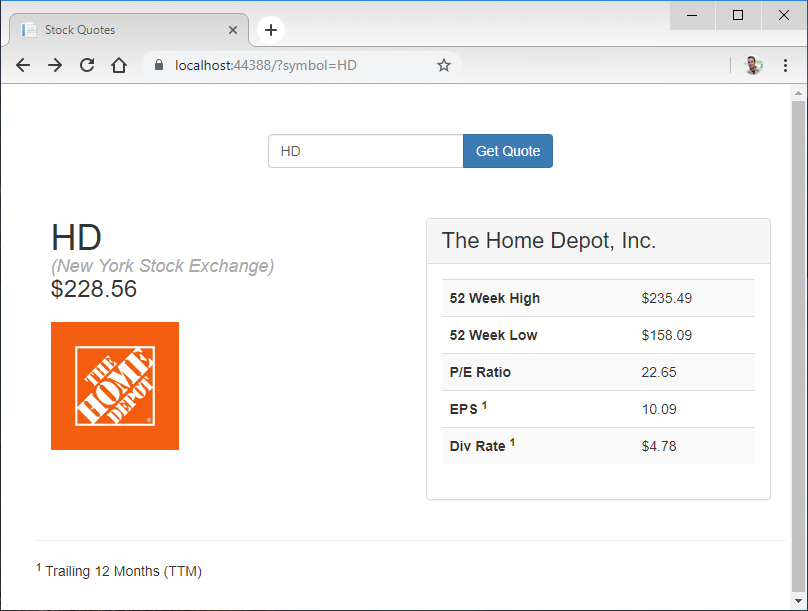 Stock Quotes
localhost:44388/?symbol=HD
HD
Get Quote
HD
(New York Stock Exchange)
$228.56
THE
HOME
DEPOT
®
The Home Depot, Inc.
52 Week High $235.49
52 Week Low $158.09
P/E Ratio 22.65
EPS 1 10.09
Div Rate 1 $4.78
1 Trailing 12 Months (TTM)